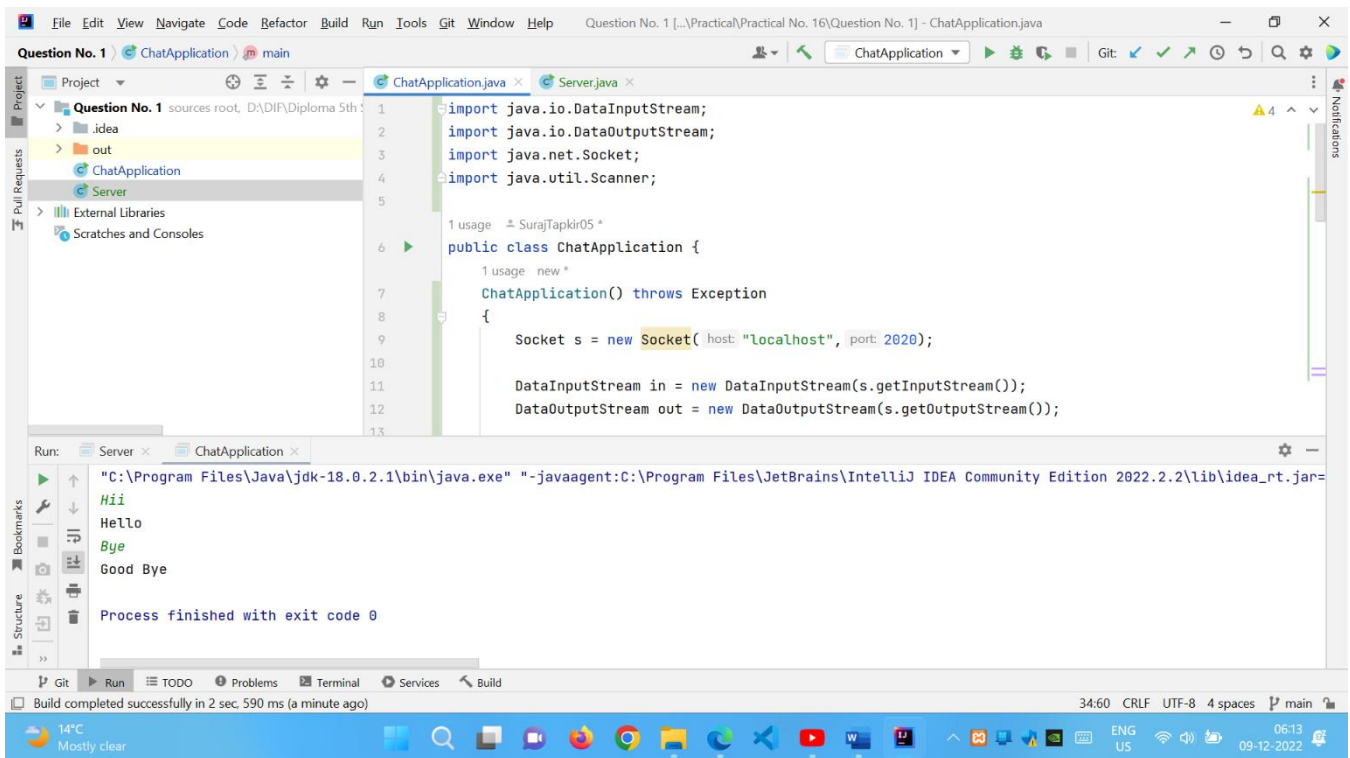 File Edit View Navigate Code Refactor Build Run Tools Git Window Help Question No. 1 [...\Practical\Practical No. 16\Question No. 1] - ChatApplication.java
Question No. 1 ChatApplication main ChatApplication Git:
Project
ChatApplication.java Server.java
Question No. 1 sources root, D:\DIF\Diploma 5th
.idea
out
ChatApplication
Server
External Libraries
Scratches and Consoles
1 import java.io.DataInputStream;
2 import java.io.DataOutputStream;
3 import java.net.Socket;
4 import java.util.Scanner;
5
1 usage SurajTapkir05 *
6 public class ChatApplication {
1 usage new *
7 ChatApplication() throws Exception
8 {
9 Socket s = new Socket( host: "localhost", port: 2020);
10
11 DataInputStream in = new DataInputStream(s.getInputStream());
12 DataOutputStream out = new DataOutputStream(s.getOutputStream());
13
4
Project
Pull Requests
Bookmarks
Structure
Notifications
Run: Server ChatApplication
"C:\Program Files\Java\jdk-18.0.2.1\bin\java.exe" "-javaagent:C:\Program Files\JetBrains\IntelliJ IDEA Community Edition 2022.2.2\lib\idea_rt.jar=
Hii
Hello
Bye
Good Bye
Process finished with exit code 0
Git Run TODO Problems Terminal Services Build
Build completed successfully in 2 sec, 590 ms (a minute ago) 34:60 CRLF UTF-8 4 spaces main
14°C
Mostly clear
ENG
US
06:13
09-12-2022